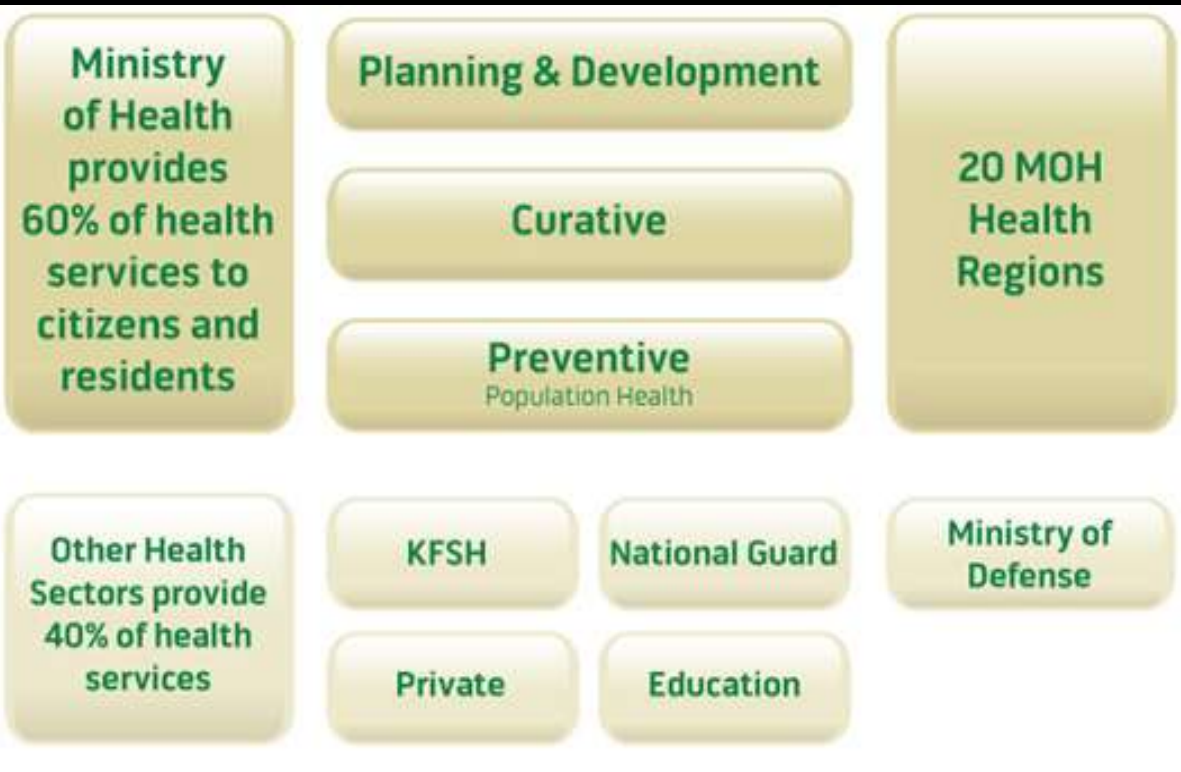 Ministry
of Health
provides
60% of health
services to
citizens and
residents
Planning & Development
Curative
Preventive
Population Health
20 MOH
Health
Regions
Other Health
Sectors provide
40% of health
services
KFSH
National Guard
Private
Education
Ministry of
Defense